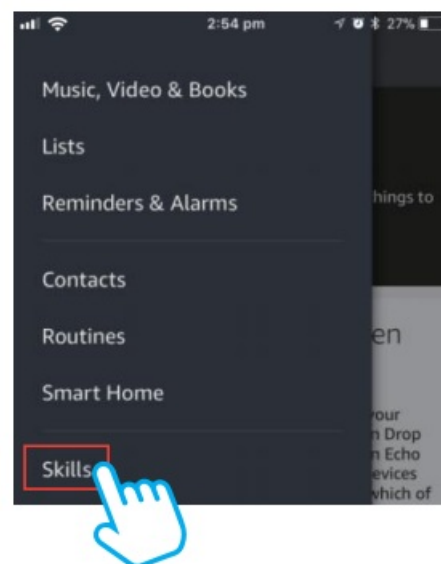 2:54 pm
27%
Music, Video & Books
Lists
Reminders & Alarms
hings to
Contacts
Routines
en
Smart Home
your
n Drop
n Echo
Skills
evices
which of